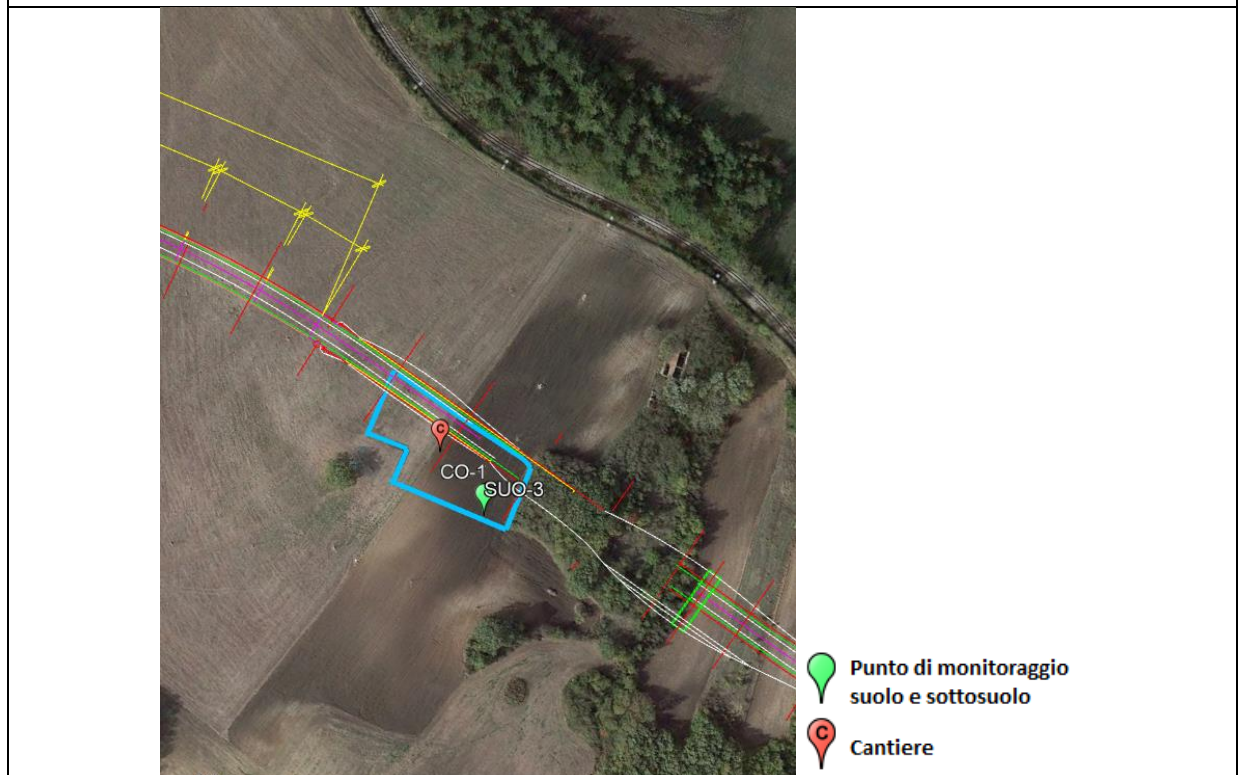 C
CO-1
SUO-3
Punto di monitoraggio
suolo e sottosuolo
C
Cantiere